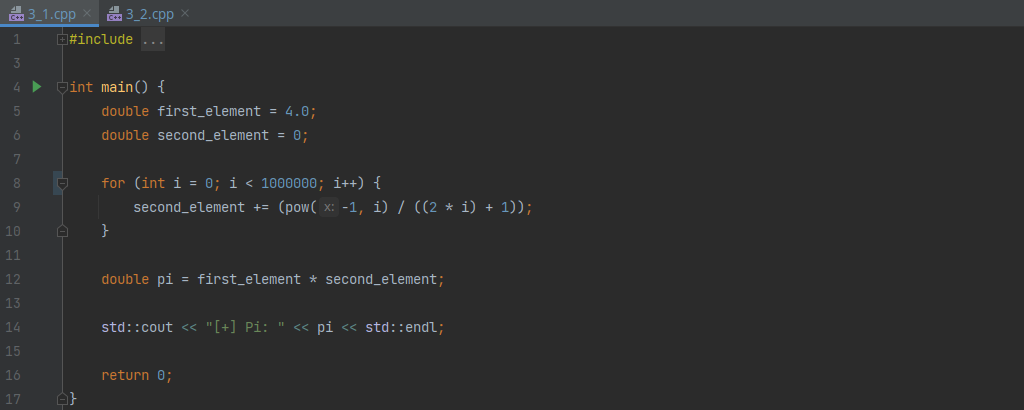 3_1.cpp × 3_2.cpp ×
1 #include ...
3
4 int main() {
5     double first_element = 4.0;
6     double second_element = 0;
7
8     for (int i = 0; i < 1000000; i++) {
9         second_element += (pow( x: -1, i) / ((2 * i) + 1));
10     }
11
12     double pi = first_element * second_element;
13
14     std::cout << "[+] Pi: " << pi << std::endl;
15
16     return 0;
17 }